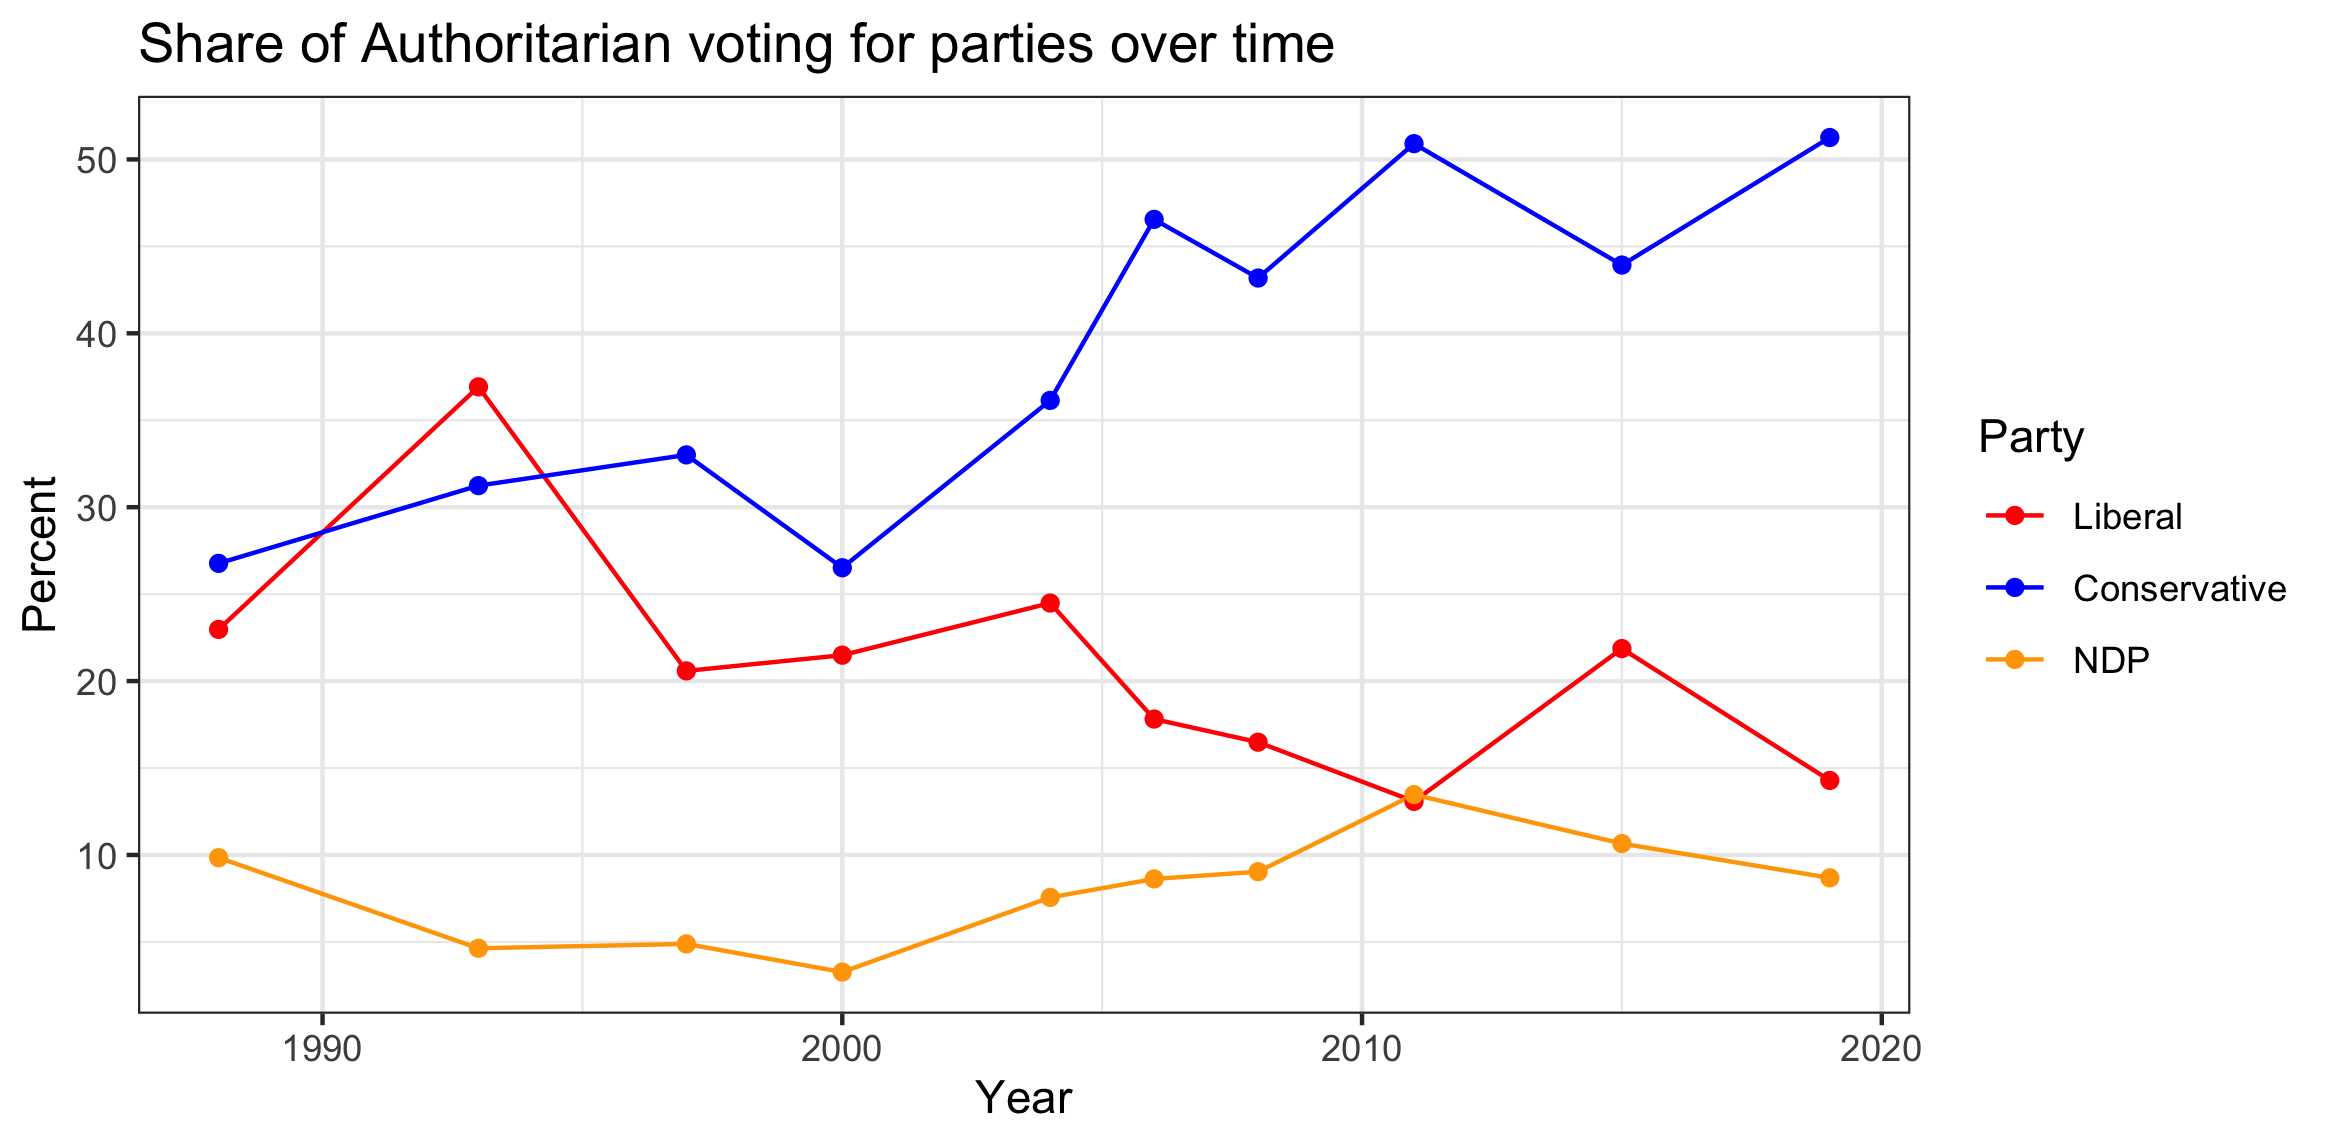 Share of Authoritarian voting for parties over time
50
40
30
20
10
Percent
1990
2000
2010
2020
Year
Party
Liberal
Conservative
NDP